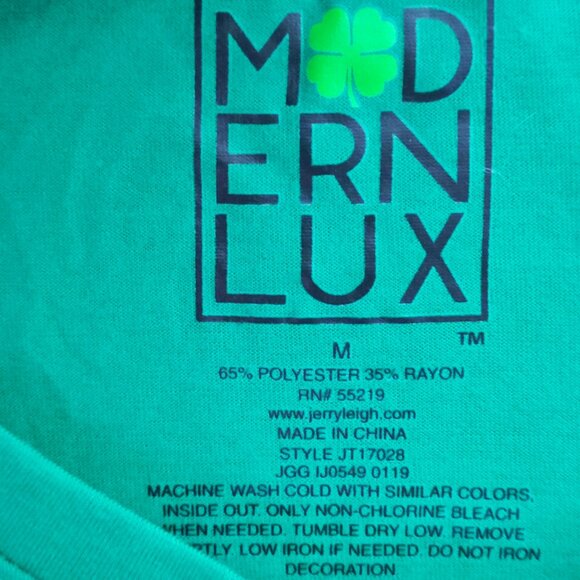 MODERN
LUX
TM
M
65% POLYESTER 35% RAYON
RN# 55219
www.jerryleigh.com
MADE IN CHINA
STYLE JT17028
JGG IJ0549 0119
MACHINE WASH COLD WITH SIMILAR COLORS,
INSIDE OUT. ONLY NON-CHLORINE BLEACH
WHEN NEEDED. TUMBLE DRY LOW. REMOVE
LOW IRON IF NEEDED. DO NOT IRON
DECORATION.